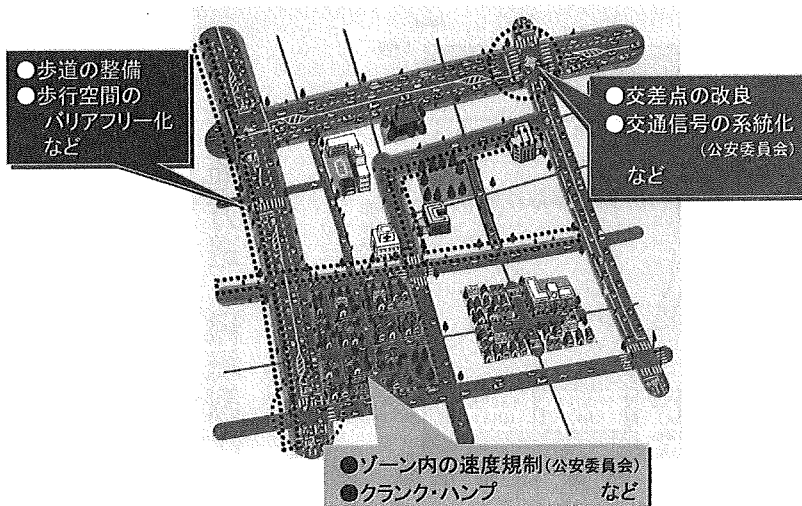 ●歩道の整備
●歩行空間の
バリアフリー化
など
●交差点の改良
●交通信号の系統化
(公安委員会)
など
●ゾーン内の速度規制(公安委員会)
●クランク・ハンプ など